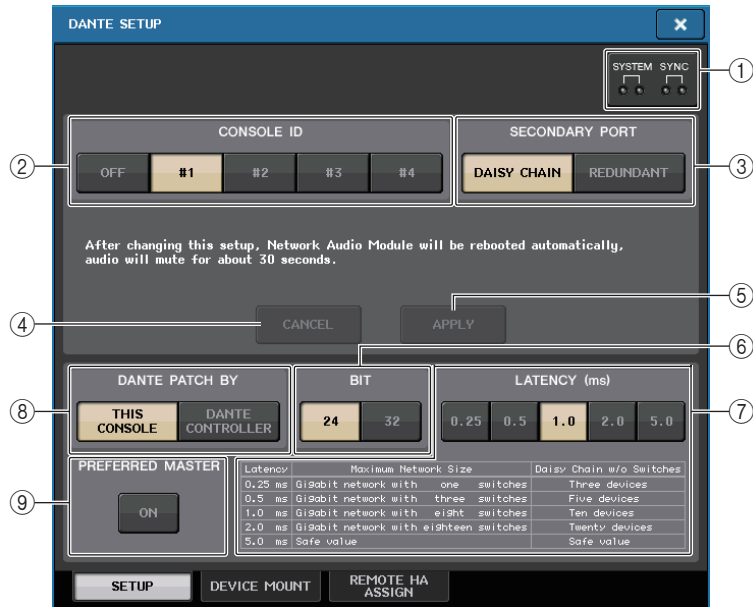 DANTE SETUP
×
SYSTEM SYNC
①
CONSOLE ID
SECONDARY PORT
②
OFF #1 #2 #3 #4
DAISY CHAIN REDUNDANT
③
After changing this setup, Network Audio Module will be rebooted automatically,
audio will mute for about 30 seconds.
④
CANCEL
APPLY
⑤
⑥
DANTE PATCH BY
BIT
LATENCY (ms)
⑧
THIS CONSOLE
DANTE CONTROLLER
24 32
0.25 0.5 1.0 2.0 5.0
⑦
PREFERRED MASTER
⑨
ON
Latency Maximum Network Size Daisy Chain w/o Switches
0.25 ms Gigabit network with one switches Three devices
0.5 ms Gigabit network with three switches Five devices
1.0 ms Gigabit network with eight switches Ten devices
2.0 ms Gigabit network with eighteen switches Twenty devices
5.0 ms Safe value Safe value
SETUP
DEVICE MOUNT
REMOTE HA ASSIGN